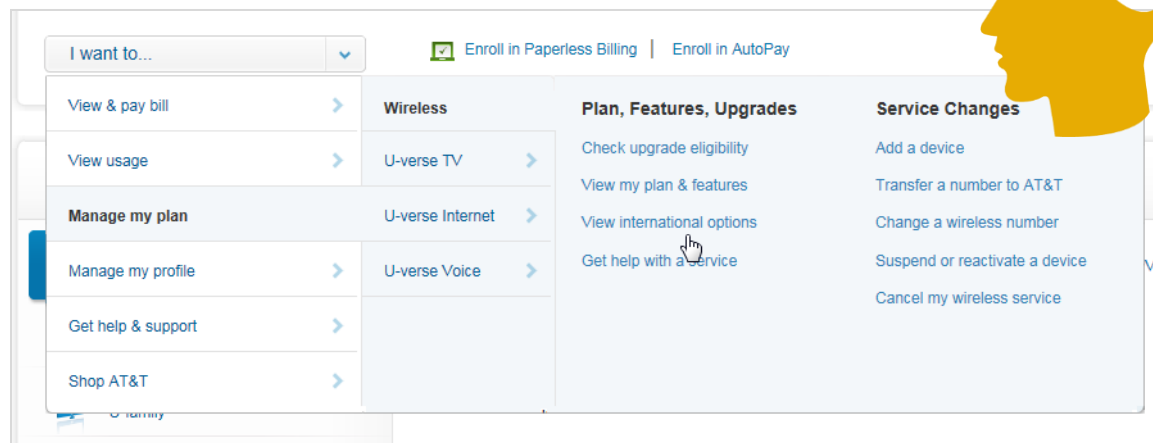 I want to...
Enroll in Paperless Billing | Enroll in AutoPay
View & pay bill
View usage
Manage my plan
Manage my profile
Get help & support
Shop AT&T
Wireless
U-verse TV
U-verse Internet
U-verse Voice
Plan, Features, Upgrades
Check upgrade eligibility
View my plan & features
View international options
Get help with a service
Service Changes
Add a device
Transfer a number to AT&T
Change a wireless number
Suspend or reactivate a device
Cancel my wireless service